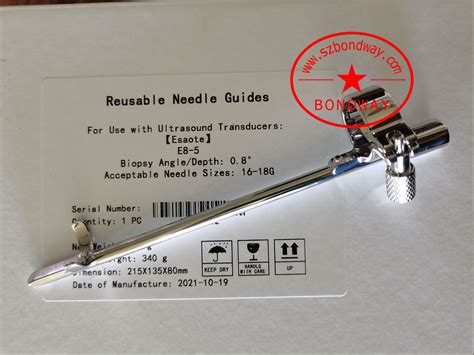 www.szbondway.com
BONDWAY
Reusable Needle Guides
For Use with Ultrasound Transducers:
【Esaote】
E8-5
Biopsy Angle/Depth: 0.8°
Acceptable Needle Sizes: 16-18G
Serial Number:
Quantity: 1 PC
Net We
340 g
Dimension: 215X135X80mm
Date of Manufacture: 2021-10-19
KEEP DRY
HANDLE WITH CARE
UP